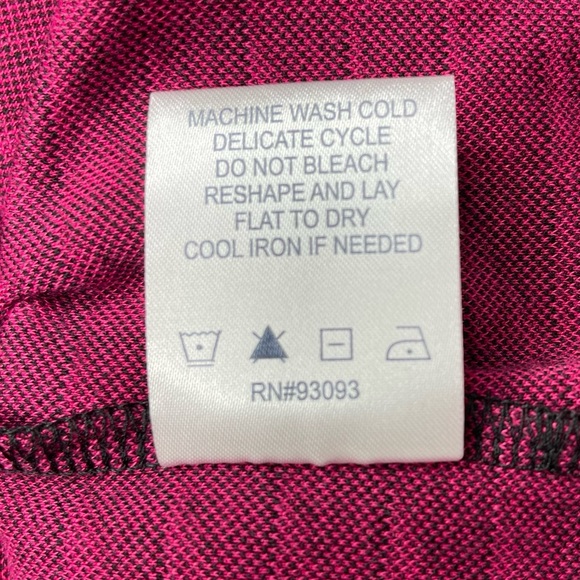 MACHINE WASH COLD
DELICATE CYCLE
DO NOT BLEACH
RESHAPE AND LAY
FLAT TO DRY
COOL IRON IF NEEDED
RN#93093